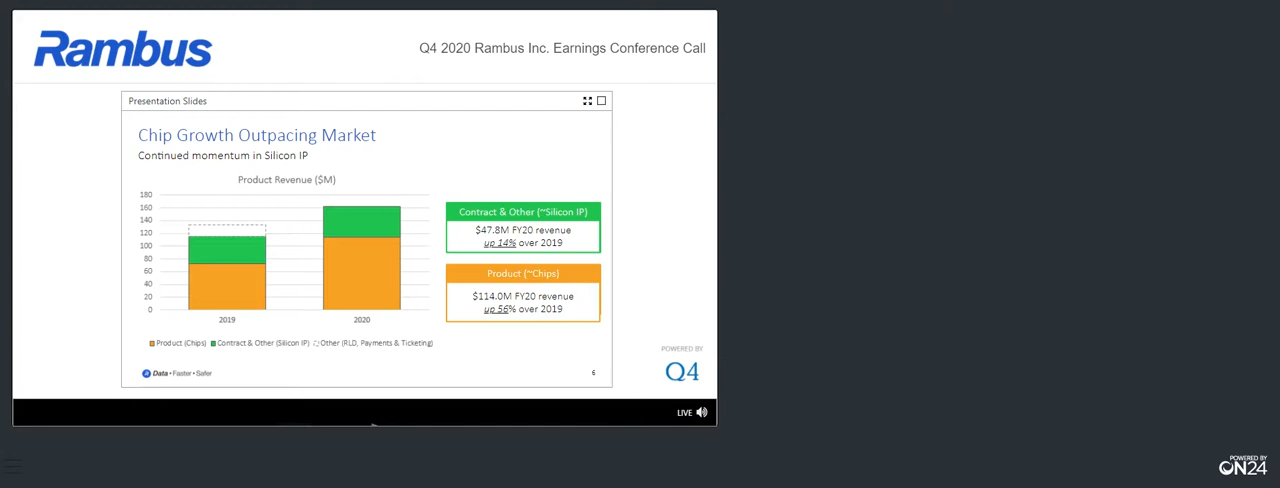 Rambus
Q4 2020 Rambus Inc. Earnings Conference Call
Presentation Slides
Chip Growth Outpacing Market
Continued momentum in Silicon IP
Product Revenue ($M)
180
160
140
120
100
80
60
40
20
0
2019
2020
Product (Chips) Contract & Other (Silicon IP) Other (RLD, Payments & Ticketing)
Contract & Other (~Silicon IP)
$47.8M FY20 revenue
up 14% over 2019
Product (~Chips)
$114.0M FY20 revenue
up 56% over 2019
Data • Faster • Safer
6
POWERED BY
Q4
LIVE
POWERED BY
ON24